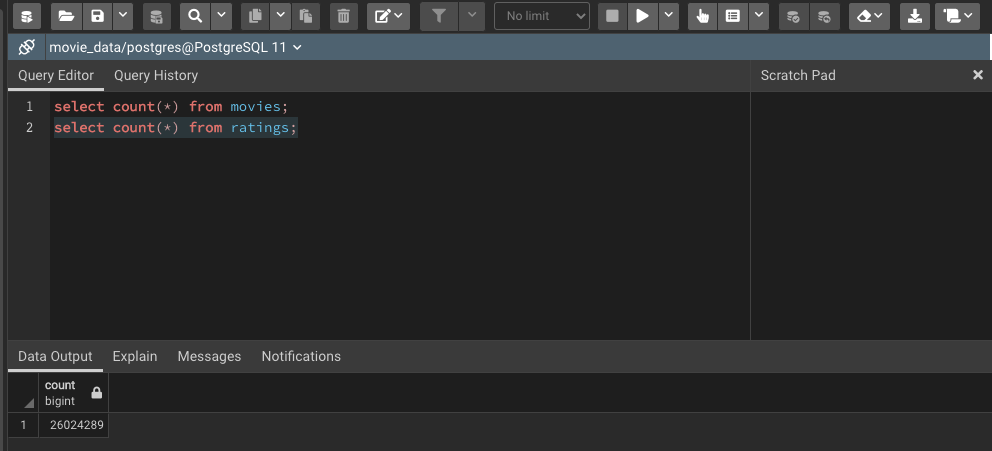 No limit
movie_data/postgres@PostgreSQL 11
Query Editor Query History Scratch Pad
1 select count(*) from movies;
2 select count(*) from ratings;
Data Output Explain Messages Notifications
count
bigint
1 26024289